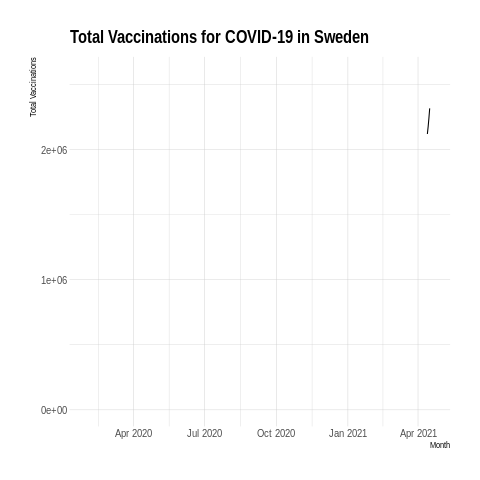 Total Vaccinations for COVID-19 in Sweden
Total Vaccinations
2e+06
1e+06
0e+00
Apr 2020 Jul 2020 Oct 2020 Jan 2021 Apr 2021
Month